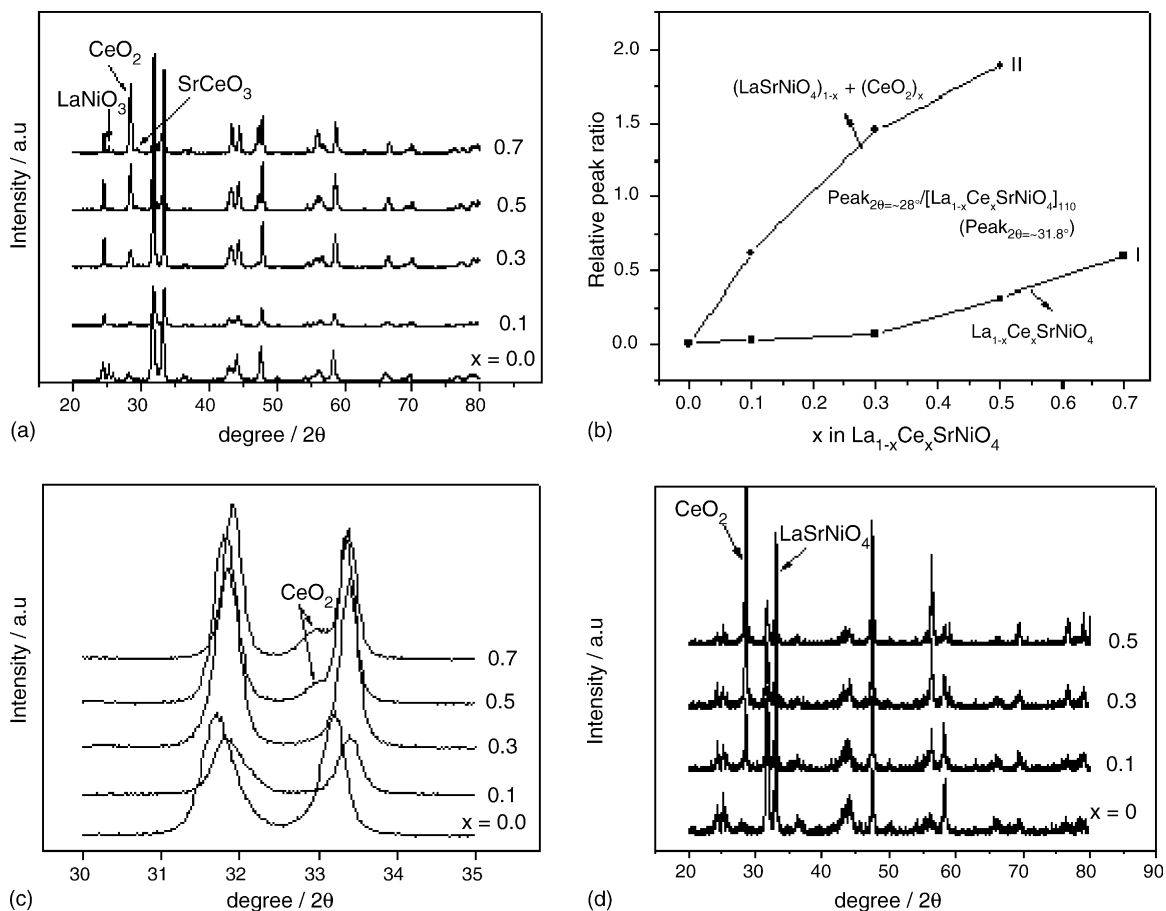 CeO2
LaNiO3
SrCeO3
0.7
0.5
0.3
0.1
x = 0.0
Intensity / a.u
20 30 40 50 60 70 80
degree / 2θ
(a)
2.0
1.5
1.0
0.5
0.0
Relative peak ratio
II
(LaSrNiO4)1-x + (CeO2)x
Peak2θ=~28°/[La1-xCexSrNiO4]110
(Peak2θ=~31.8°)
I
La1-xCexSrNiO4
0.0 0.1 0.2 0.3 0.4 0.5 0.6 0.7
x in La1-xCexSrNiO4
(b)
CeO2
0.7
0.5
0.3
0.1
x = 0.0
Intensity / a.u
30 31 32 33 34 35
degree / 2θ
(c)
CeO2
LaSrNiO4
0.5
0.3
0.1
x = 0
Intensity / a.u
20 30 40 50 60 70 80 90
degree / 2θ
(d)